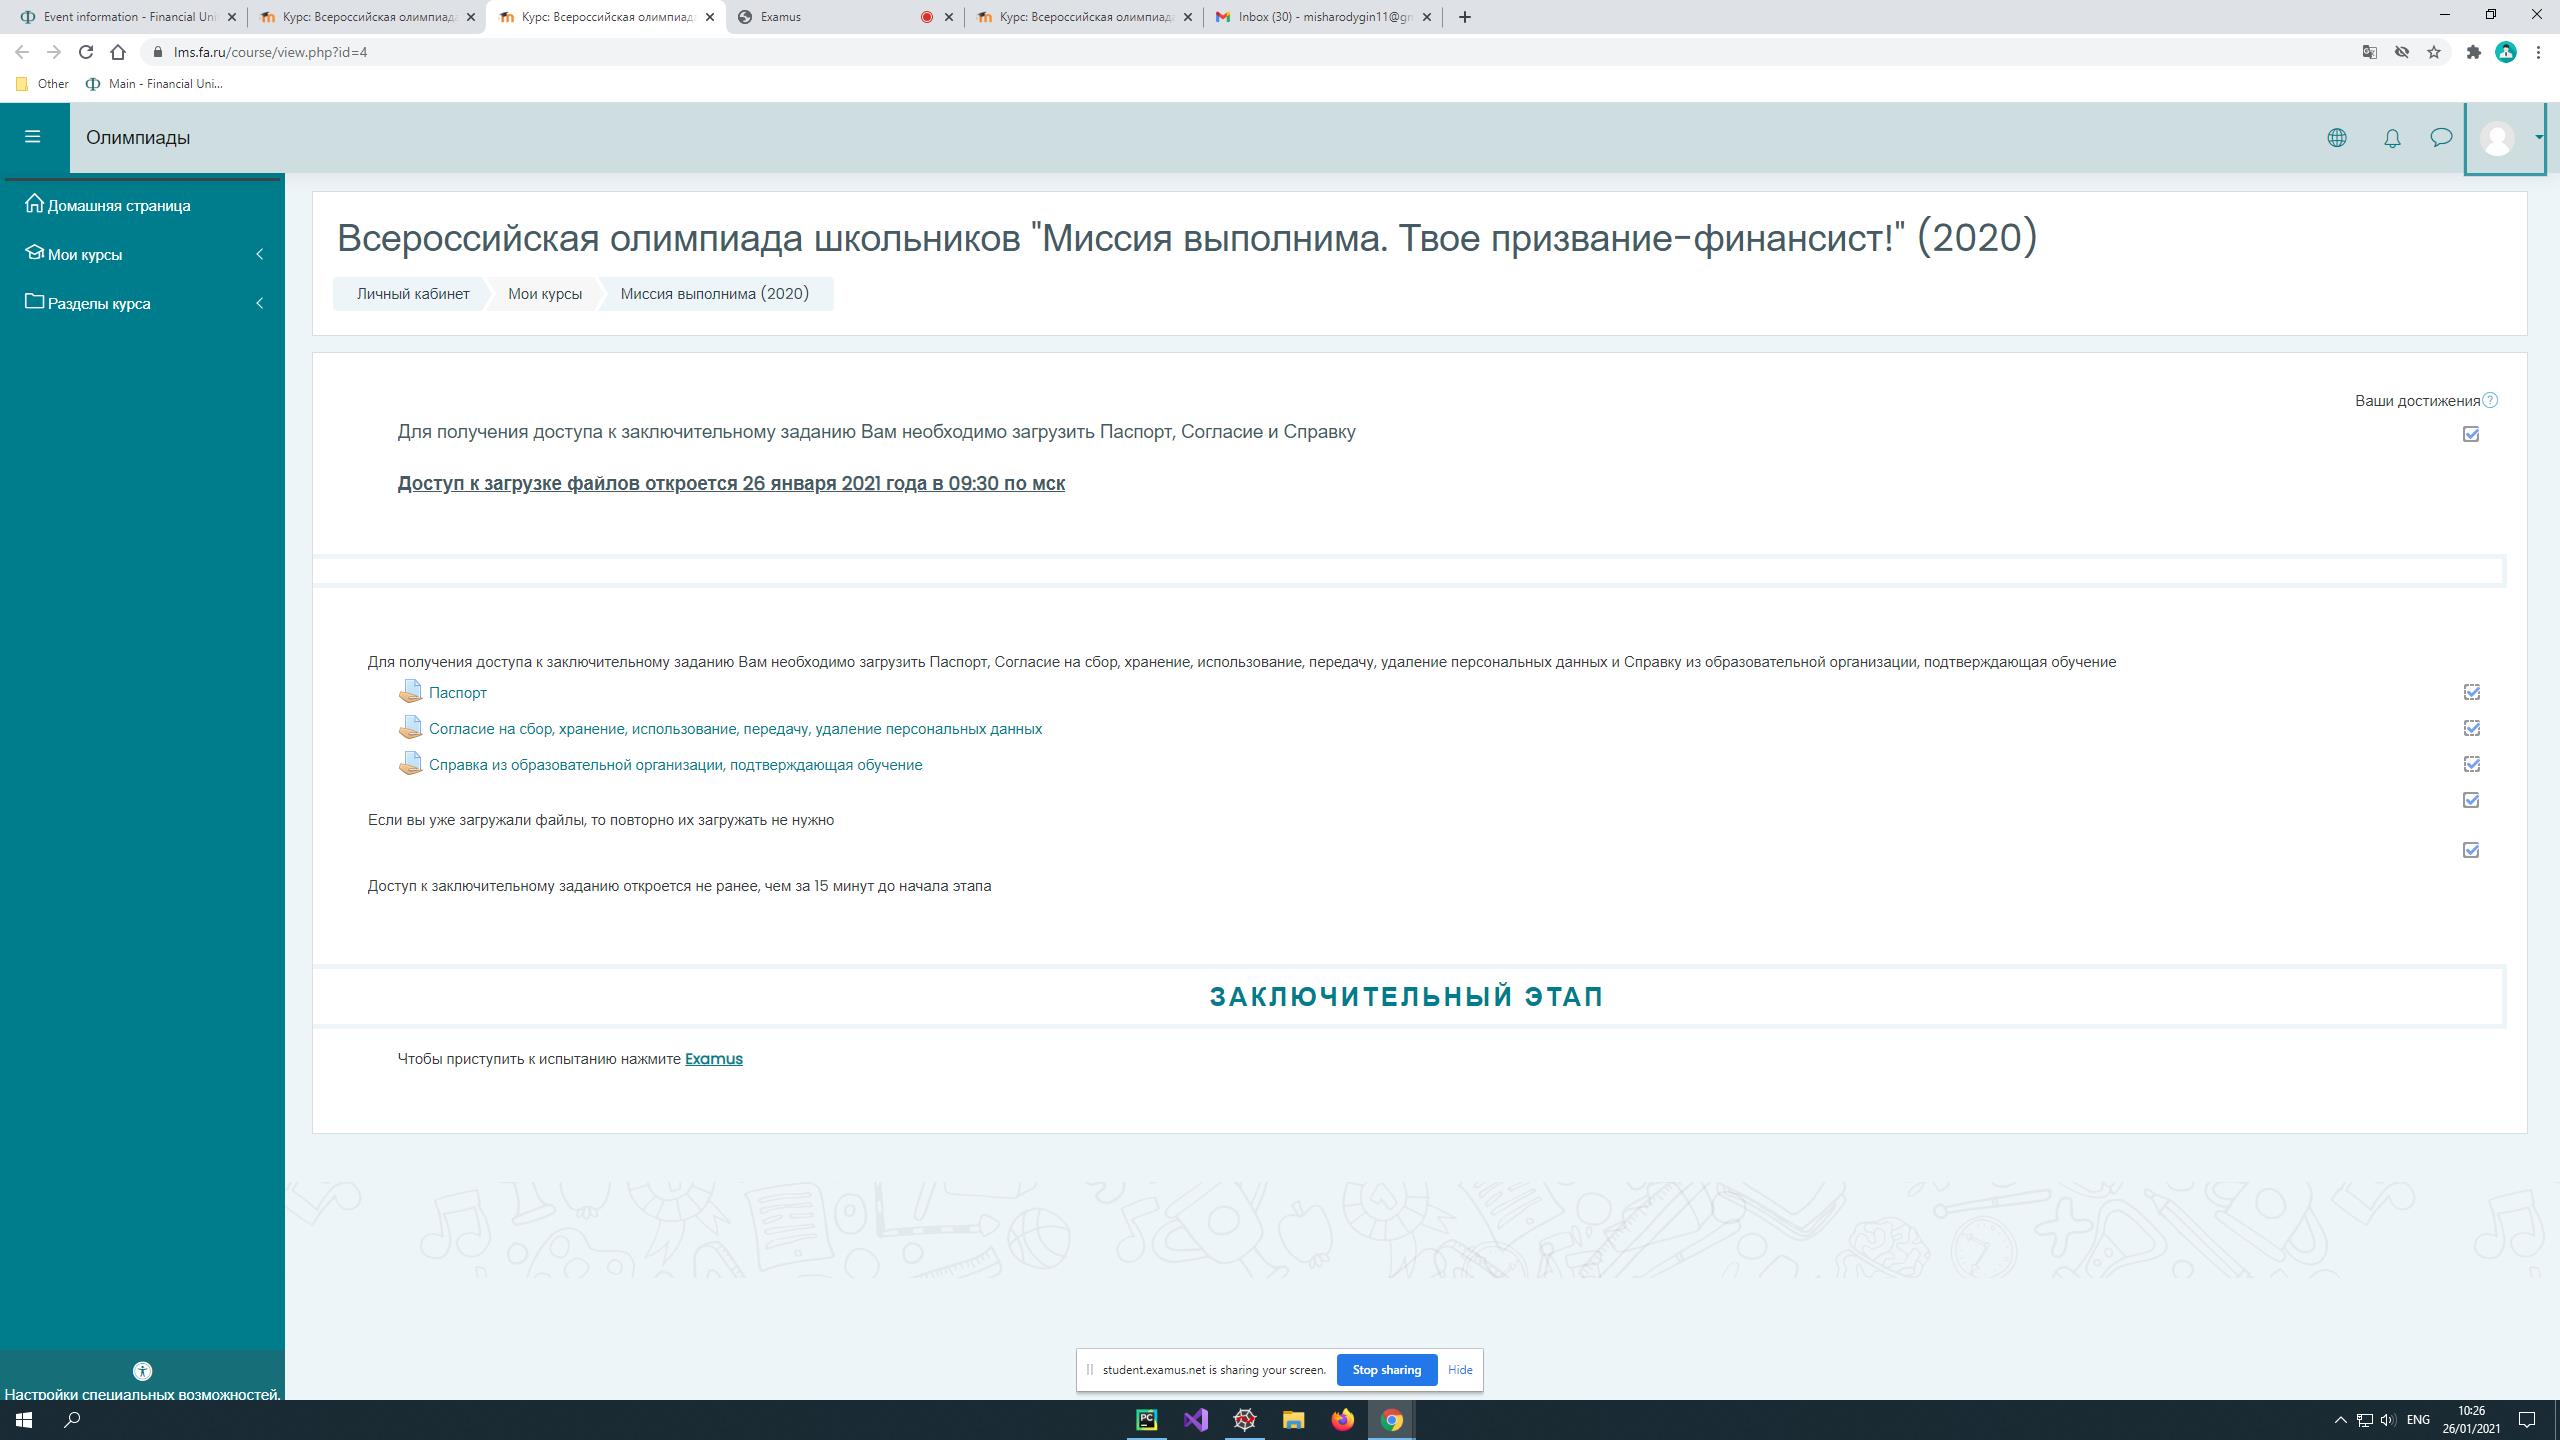 Event information - Financial Uni
Курс: Всероссийская олимпиада
Курс: Всероссийская олимпиад
Examus
Курс: Всероссийская олимпиада
Inbox (30) - misharodygin11@gm
lms.fa.ru/course/view.php?id=4
Other
Main - Financial Uni...
Олимпиады
Домашняя страница
Мои курсы
Разделы курса
Всероссийская олимпиада школьников "Миссия выполнима. Твое призвание-финансист!" (2020)
Личный кабинет Мои курсы Миссия выполнима (2020)
Ваши достижения
Для получения доступа к заключительному заданию Вам необходимо загрузить Паспорт, Согласие и Справку
Доступ к загрузке файлов откроется 26 января 2021 года в 09:30 по мск
Для получения доступа к заключительному заданию Вам необходимо загрузить Паспорт, Согласие на сбор, хранение, использование, передачу, удаление персональных данных и Справку из образовательной организации, подтверждающая обучение
Паспорт
Согласие на сбор, хранение, использование, передачу, удаление персональных данных
Справка из образовательной организации, подтверждающая обучение
Если вы уже загружали файлы, то повторно их загружать не нужно
Доступ к заключительному заданию откроется не ранее, чем за 15 минут до начала этапа
ЗАКЛЮЧИТЕЛЬНЫЙ ЭТАП
Чтобы приступить к испытанию нажмите Examus
student.examus.net is sharing your screen. Stop sharing Hide
Настройки специальных возможностей.
PC
ENG
10:26
26/01/2021